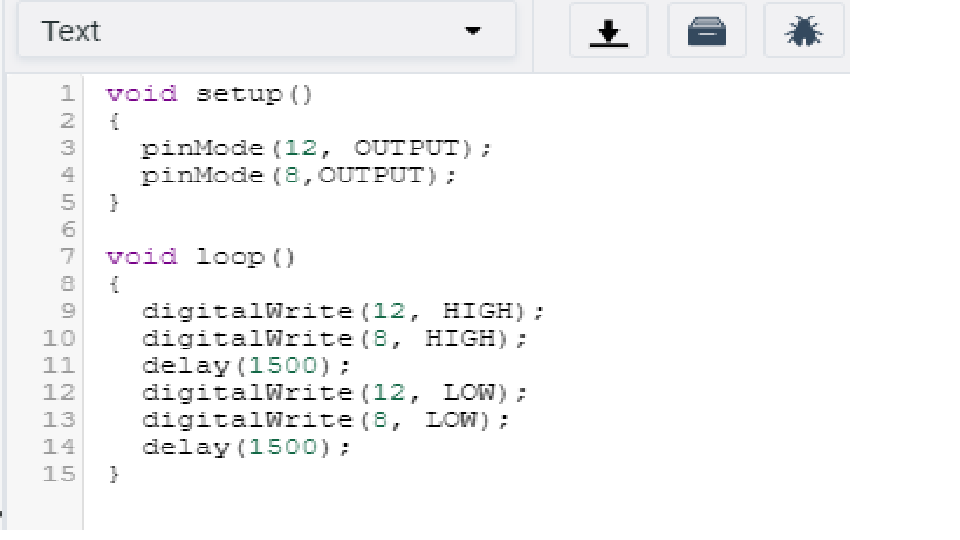 Text
1 void setup()
2 {
3 pinMode(12, OUTPUT);
4 pinMode(8,OUTPUT);
5 }
6
7 void loop()
8 {
9 digitalWrite(12, HIGH);
10 digitalWrite(8, HIGH);
11 delay(1500);
12 digitalWrite(12, LOW);
13 digitalWrite(8, LOW);
14 delay(1500);
15 }